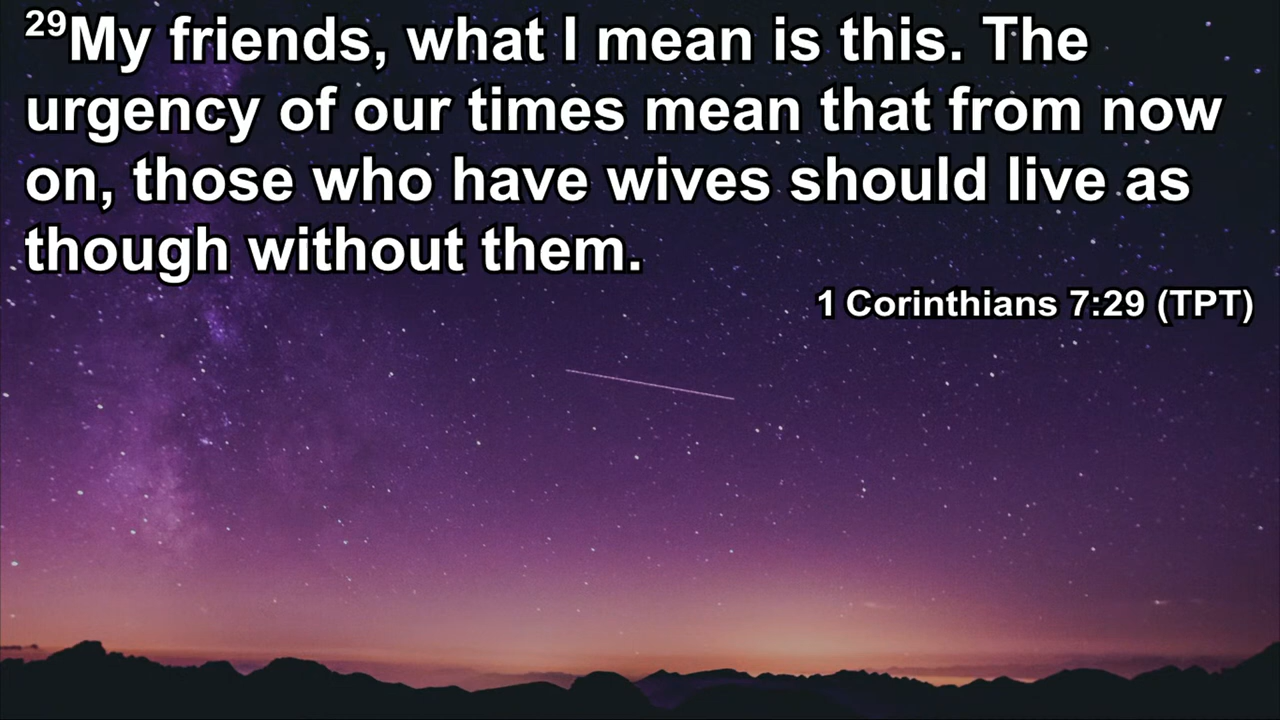 ²⁹My friends, what I mean is this. The
urgency of our times mean that from now
on, those who have wives should live as
though without them.
1 Corinthians 7:29 (TPT)